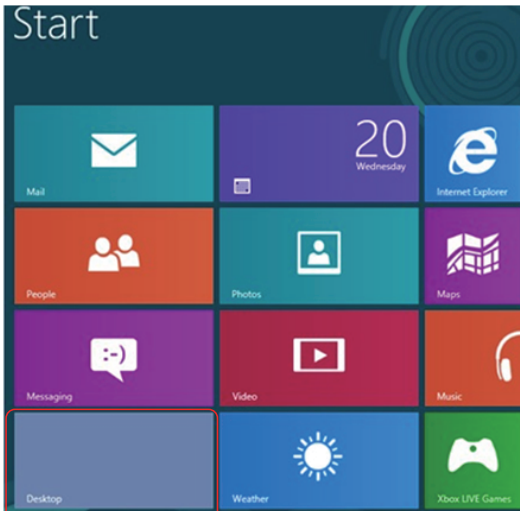 Start
20
Wednesday
Mail
Internet Explorer
People
Photos
Maps
:-)
Messaging
Video
Music
Desktop
Weather
Xbox LIVE Games